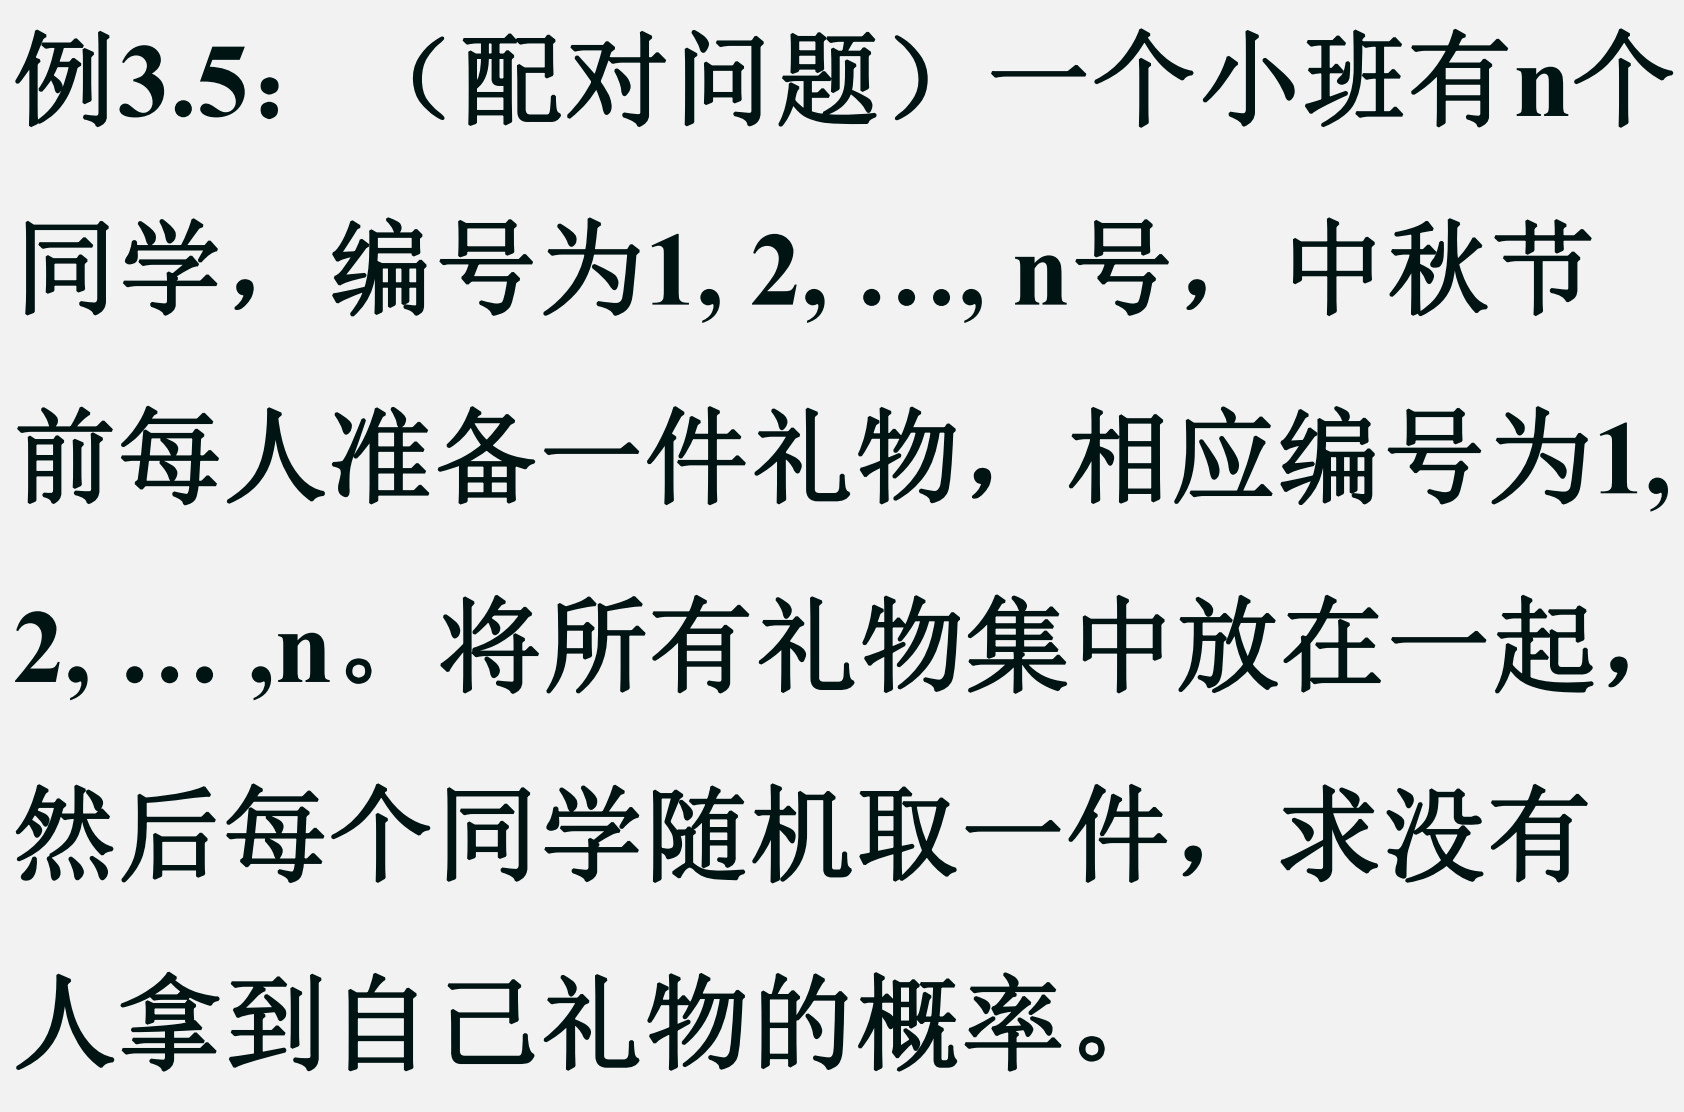 例3.5：（配对问题）一个小班有n个
同学，编号为1, 2, …, n号，中秋节
前每人准备一件礼物，相应编号为1,
2, … ,n。将所有礼物集中放在一起，
然后每个同学随机取一件，求没有
人拿到自己礼物的概率。